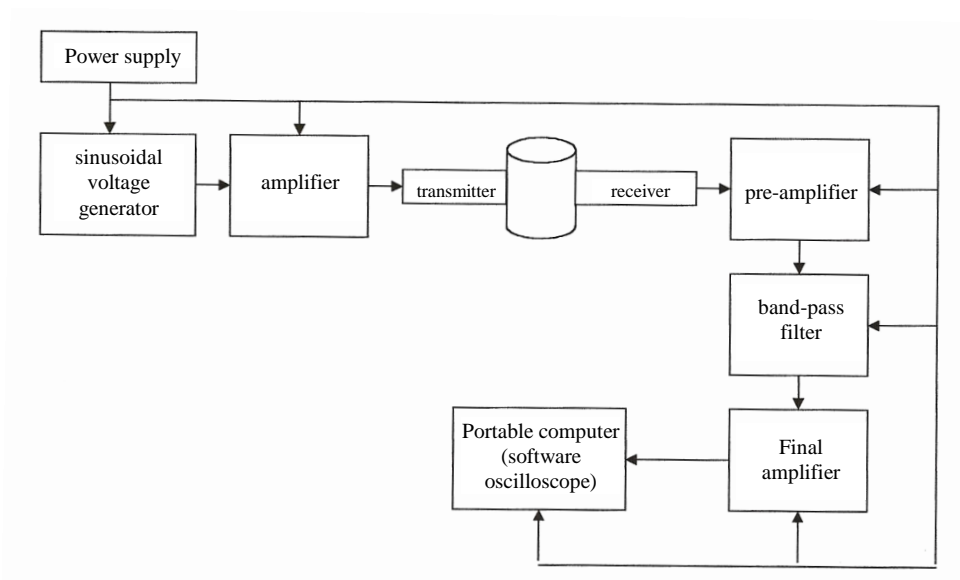 Power supply
sinusoidal
voltage
generator
amplifier
transmitter
receiver
pre-amplifier
band-pass
filter
Final
amplifier
Portable computer
(software
oscilloscope)